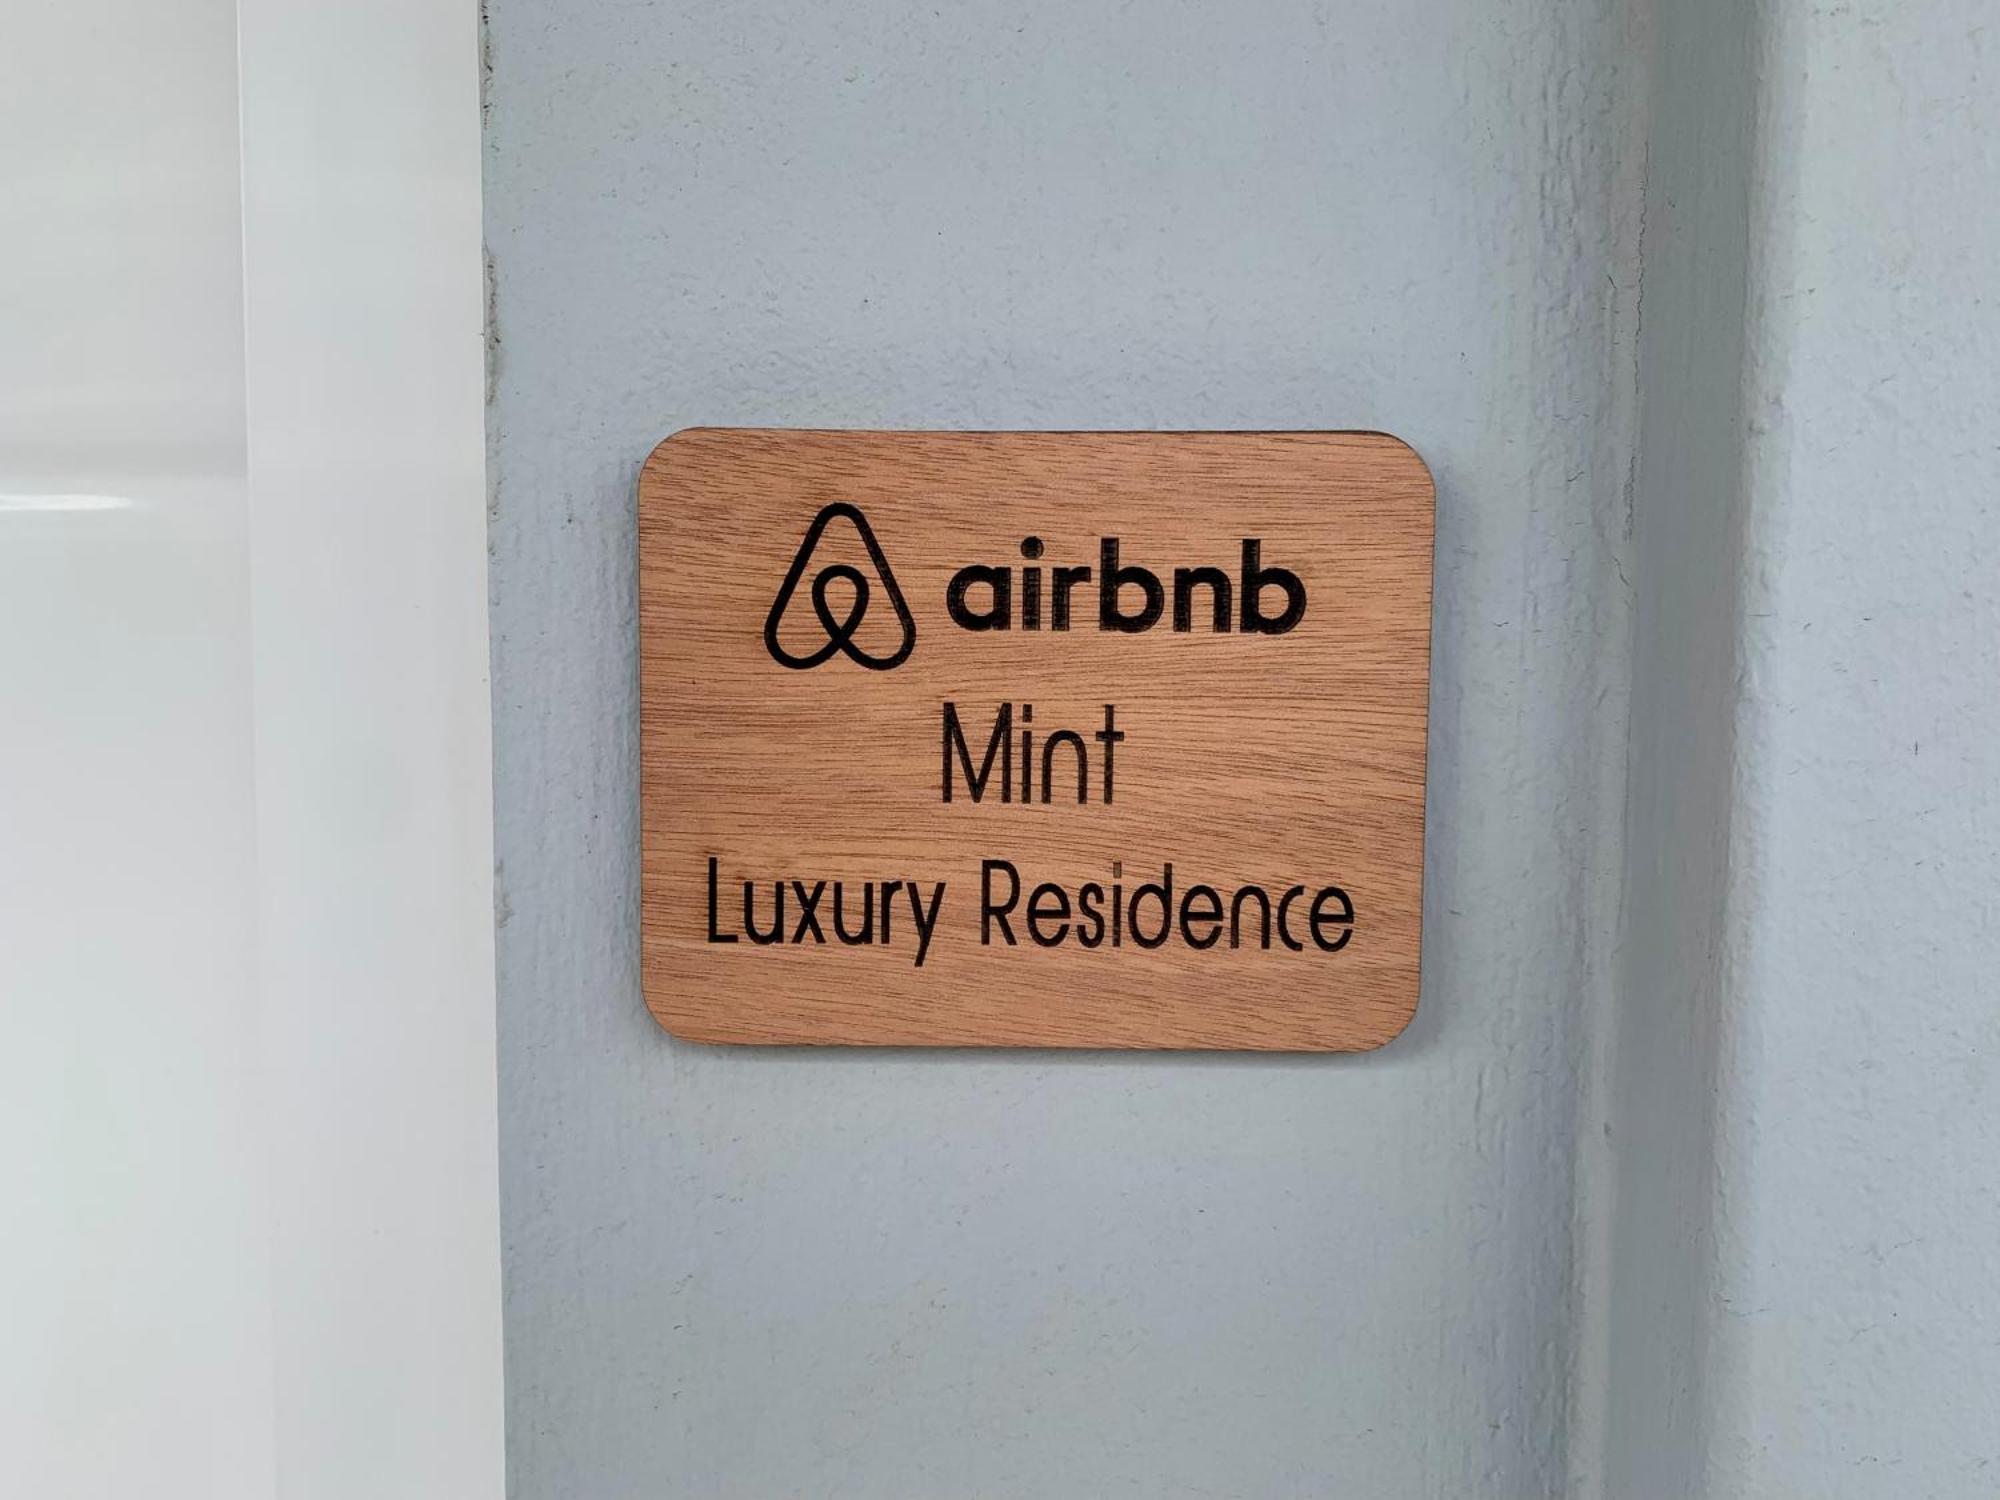 airbnb
Mint
Luxury Residence